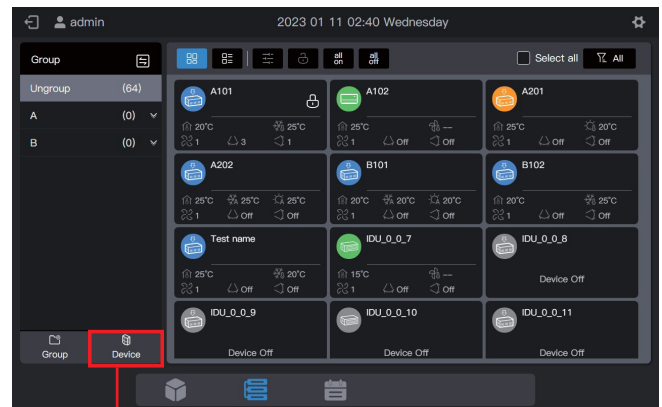 admin
2023 01 11 02:40 Wednesday
Group
all on
all off
Select all
All
Ungroup (64)
A (0)
B (0)
A101
20°C 25°C
1 3 1
A102
25°C --
1 Off Off
A201
25°C 20°C
1 Off Off
A202
25°C 25°C 25°C
1 Off Off
B101
20°C 20°C 20°C
1 Off Off
B102
20°C 25°C
1 Off Off
Test name
25°C 20°C
1 Off Off
IDU_0_0_7
15°C --
1 Off Off
IDU_0_0_8
Device Off
IDU_0_0_9
Device Off
IDU_0_0_10
Device Off
IDU_0_0_11
Device Off
Group
Device